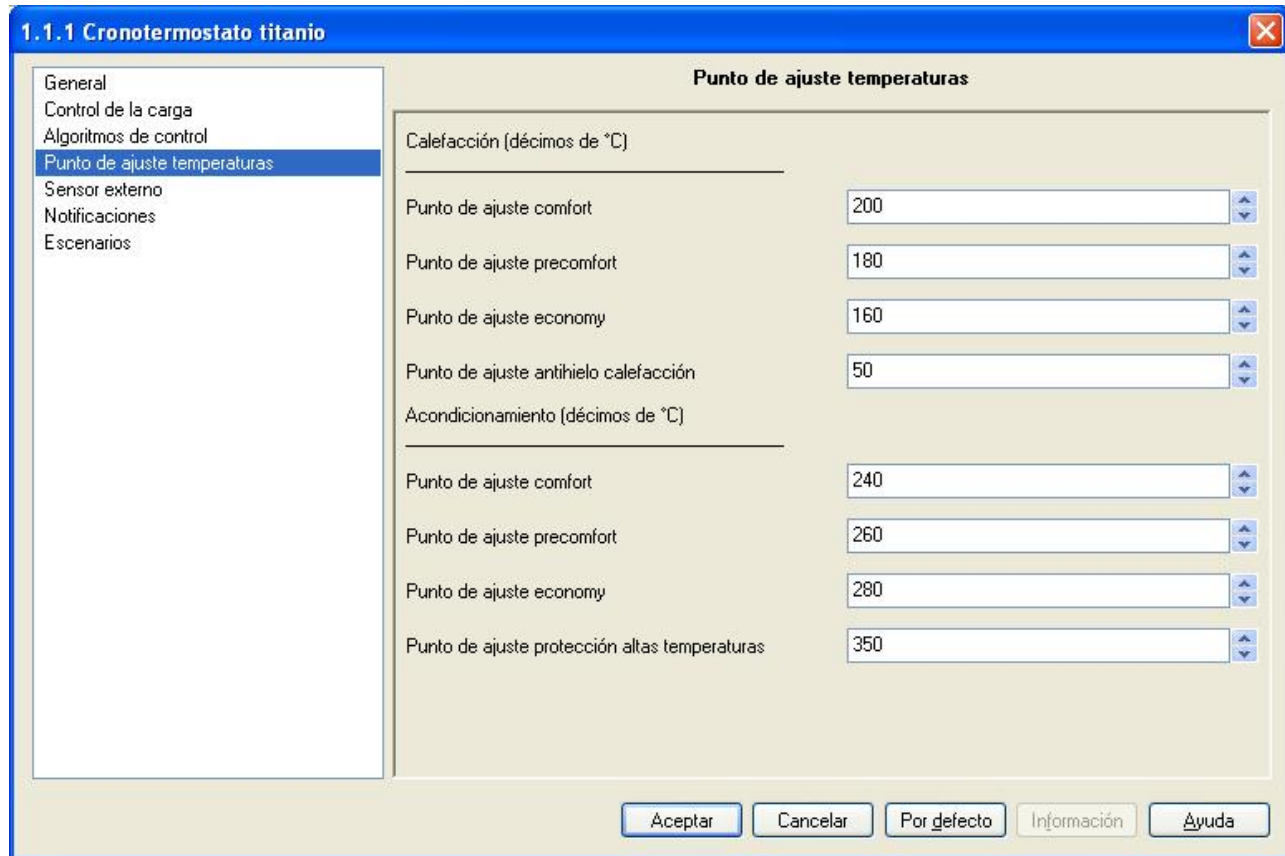 1.1.1 Cronotermostato titanio
General
Control de la carga
Algoritmos de control
Punto de ajuste temperaturas
Sensor externo
Notificaciones
Escenarios
Punto de ajuste temperaturas
Calefacción (décimos de °C)
Punto de ajuste comfort 200
Punto de ajuste precomfort 180
Punto de ajuste economy 160
Punto de ajuste antihielo calefacción 50
Acondicionamiento (décimos de °C)
Punto de ajuste comfort 240
Punto de ajuste precomfort 260
Punto de ajuste economy 280
Punto de ajuste protección altas temperaturas 350
Aceptar Cancelar Por defecto Información Ayuda